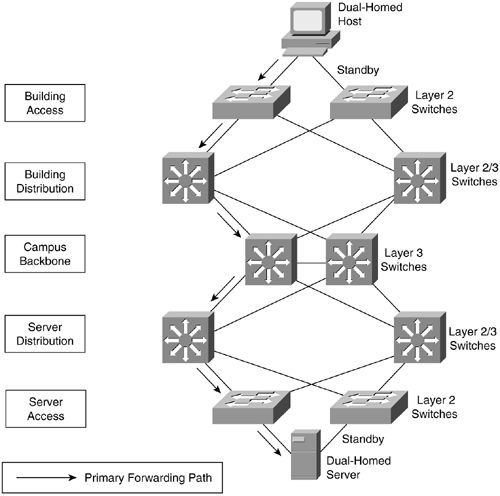 Dual-Homed
Host
Standby
Building
Access
Layer 2
Switches
Building
Distribution
Layer 2/3
Switches
Campus
Backbone
Layer 3
Switches
Server
Distribution
Layer 2/3
Switches
Server
Access
Layer 2
Switches
Standby
Dual-Homed
Server
Primary Forwarding Path